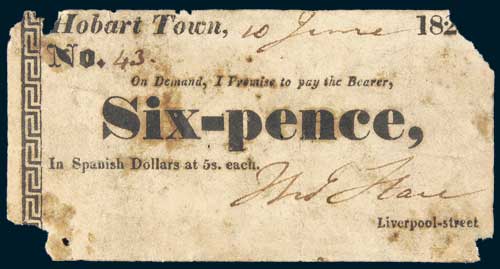 Hobart Town, 10 June 182
No. 43.
On Demand, I Promise to pay the Bearer,
Six-pence,
In Spanish Dollars at 5s. each.
Liverpool-street